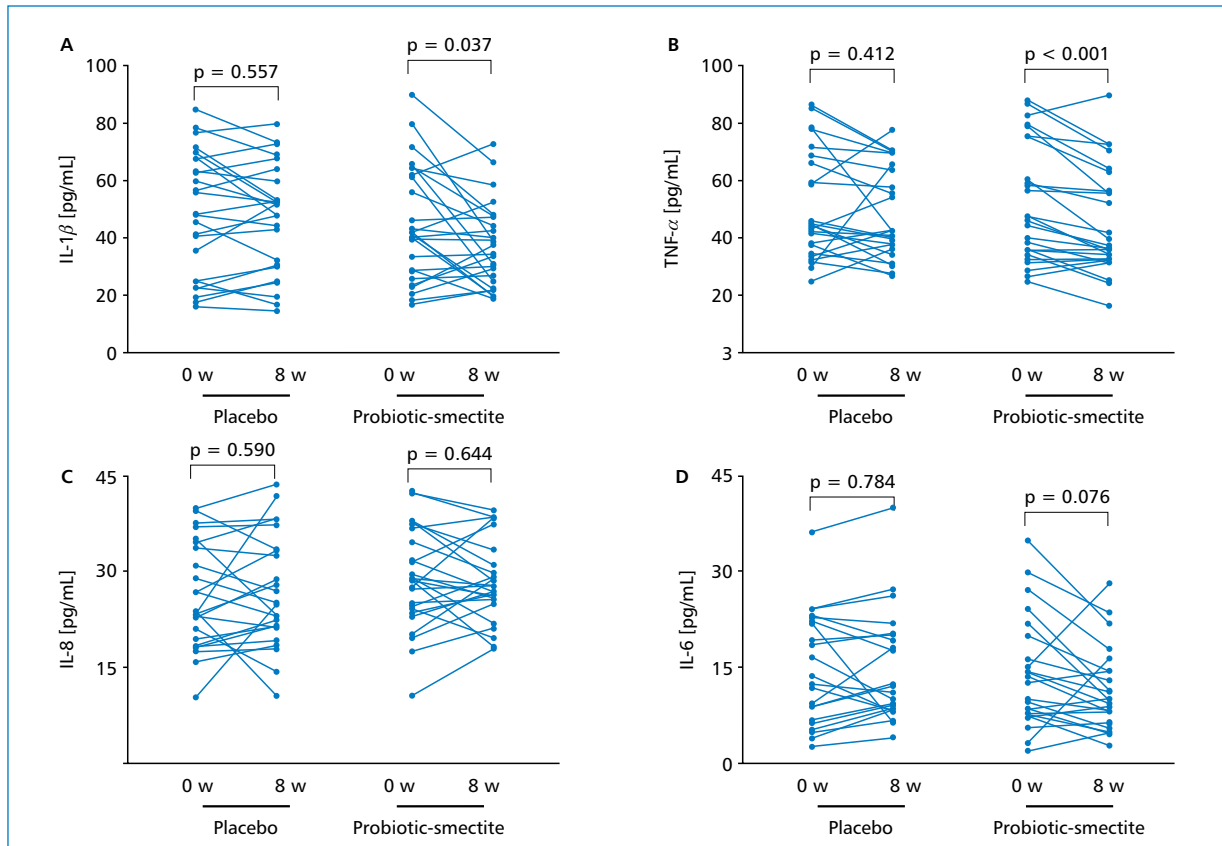 A
p = 0.557
p = 0.037
IL-1β [pg/mL]
100
80
60
40
20
0
0 w 8 w 0 w 8 w
Placebo Probiotic-smectite
B
p = 0.412
p < 0.001
TNF-α [pg/mL]
100
80
60
40
20
3
0 w 8 w 0 w 8 w
Placebo Probiotic-smectite
C
p = 0.590
p = 0.644
IL-8 [pg/mL]
45
30
15
0 w 8 w 0 w 8 w
Placebo Probiotic-smectite
D
p = 0.784
p = 0.076
IL-6 [pg/mL]
45
30
15
0
0 w 8 w 0 w 8 w
Placebo Probiotic-smectite